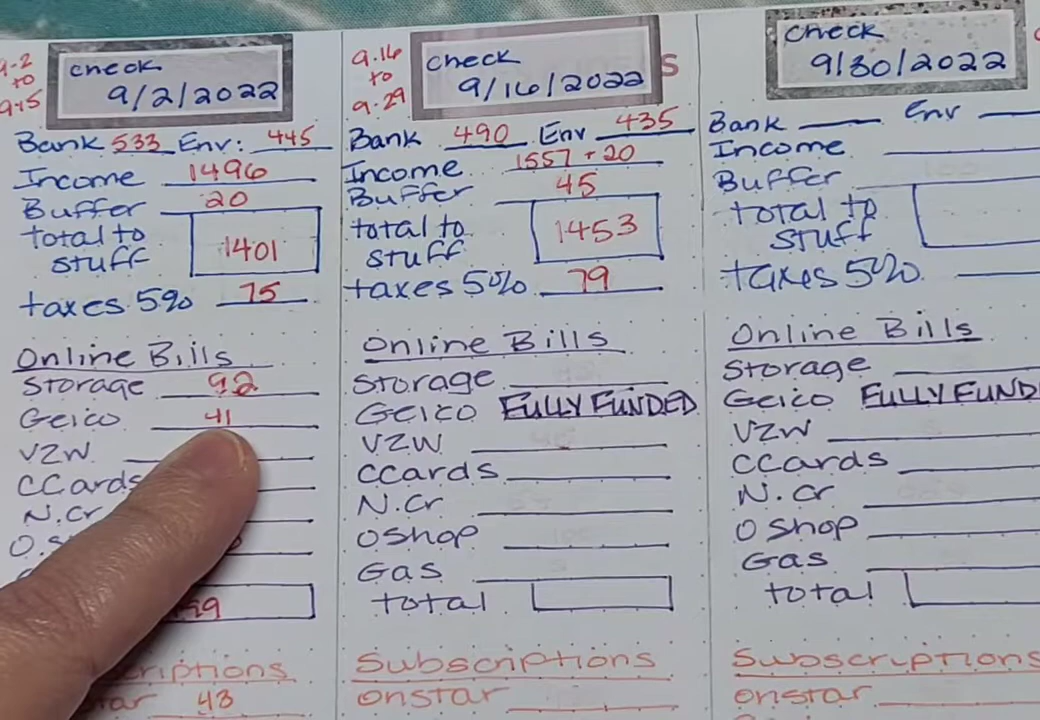 9-2
to
9-15
check
9/2/2022
Bank 533 Env: 445
Income 1496
Buffer 20
total to
stuff 1401
taxes 5% 75
Online Bills
Storage 92
Geico 41
VZW
CCards
N.Cr
99
43
9-16
to
9-29
check
9/16/2022
S
Bank 490 Env 435
Income 1557 + 20
Buffer 45
total to
stuff 1453
taxes 5% 79
Online Bills
Storage
Geico FULLY FUNDED
VZW
CCards
N.Cr
OShop
Gas
total
Subscriptions
onstar
check
9/30/2022
Bank Env
Income
Buffer
total to
stuff
taxes 5%
Online Bills
Storage
Geico FULLY FUND
VZW
CCards
N.Cr
O Shop
Gas
total
Subscriptions
onstar